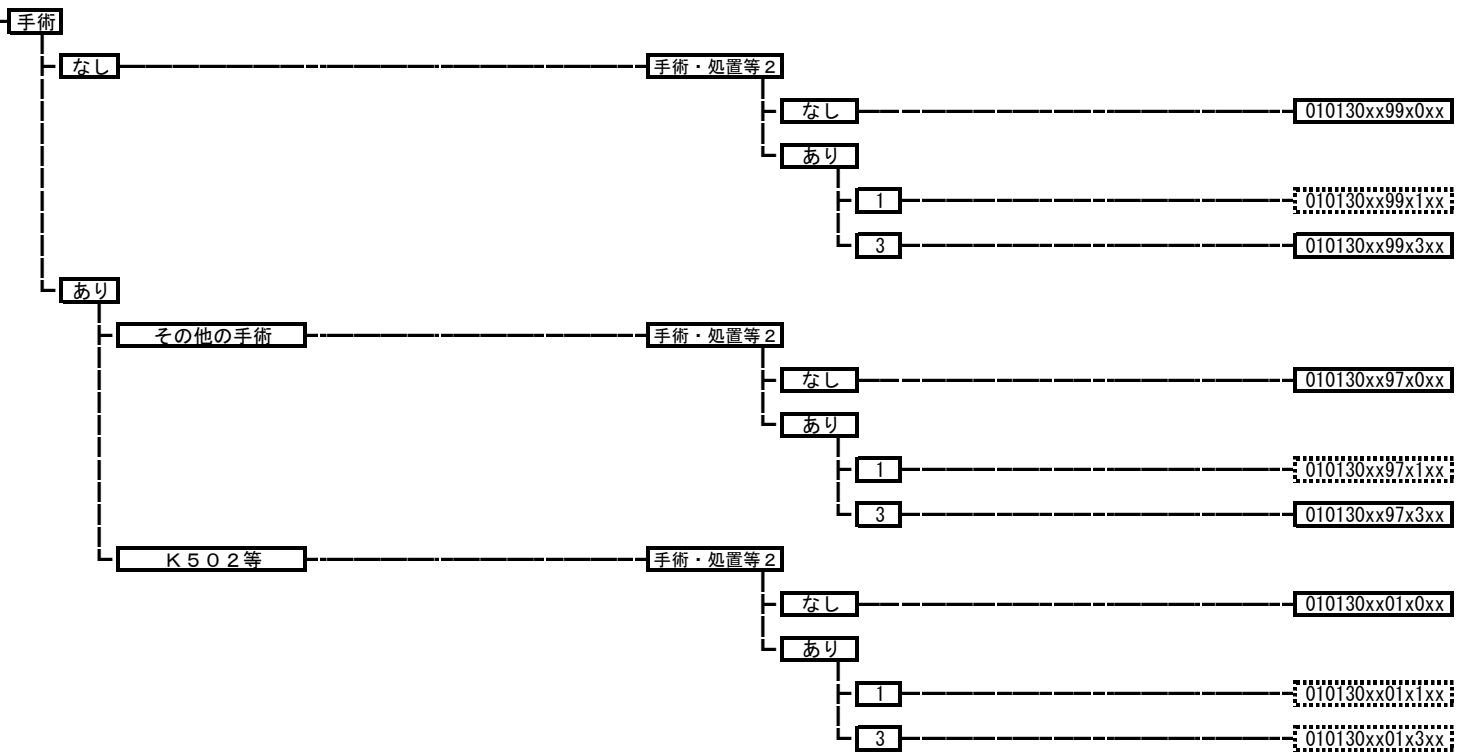 手術
なし 手術・処置等２
なし 010130xx99x0xx
あり
1 010130xx99x1xx
3 010130xx99x3xx
あり
その他の手術 手術・処置等２
なし 010130xx97x0xx
あり
1 010130xx97x1xx
3 010130xx97x3xx
Ｋ５０２等 手術・処置等２
なし 010130xx01x0xx
あり
1 010130xx01x1xx
3 010130xx01x3xx